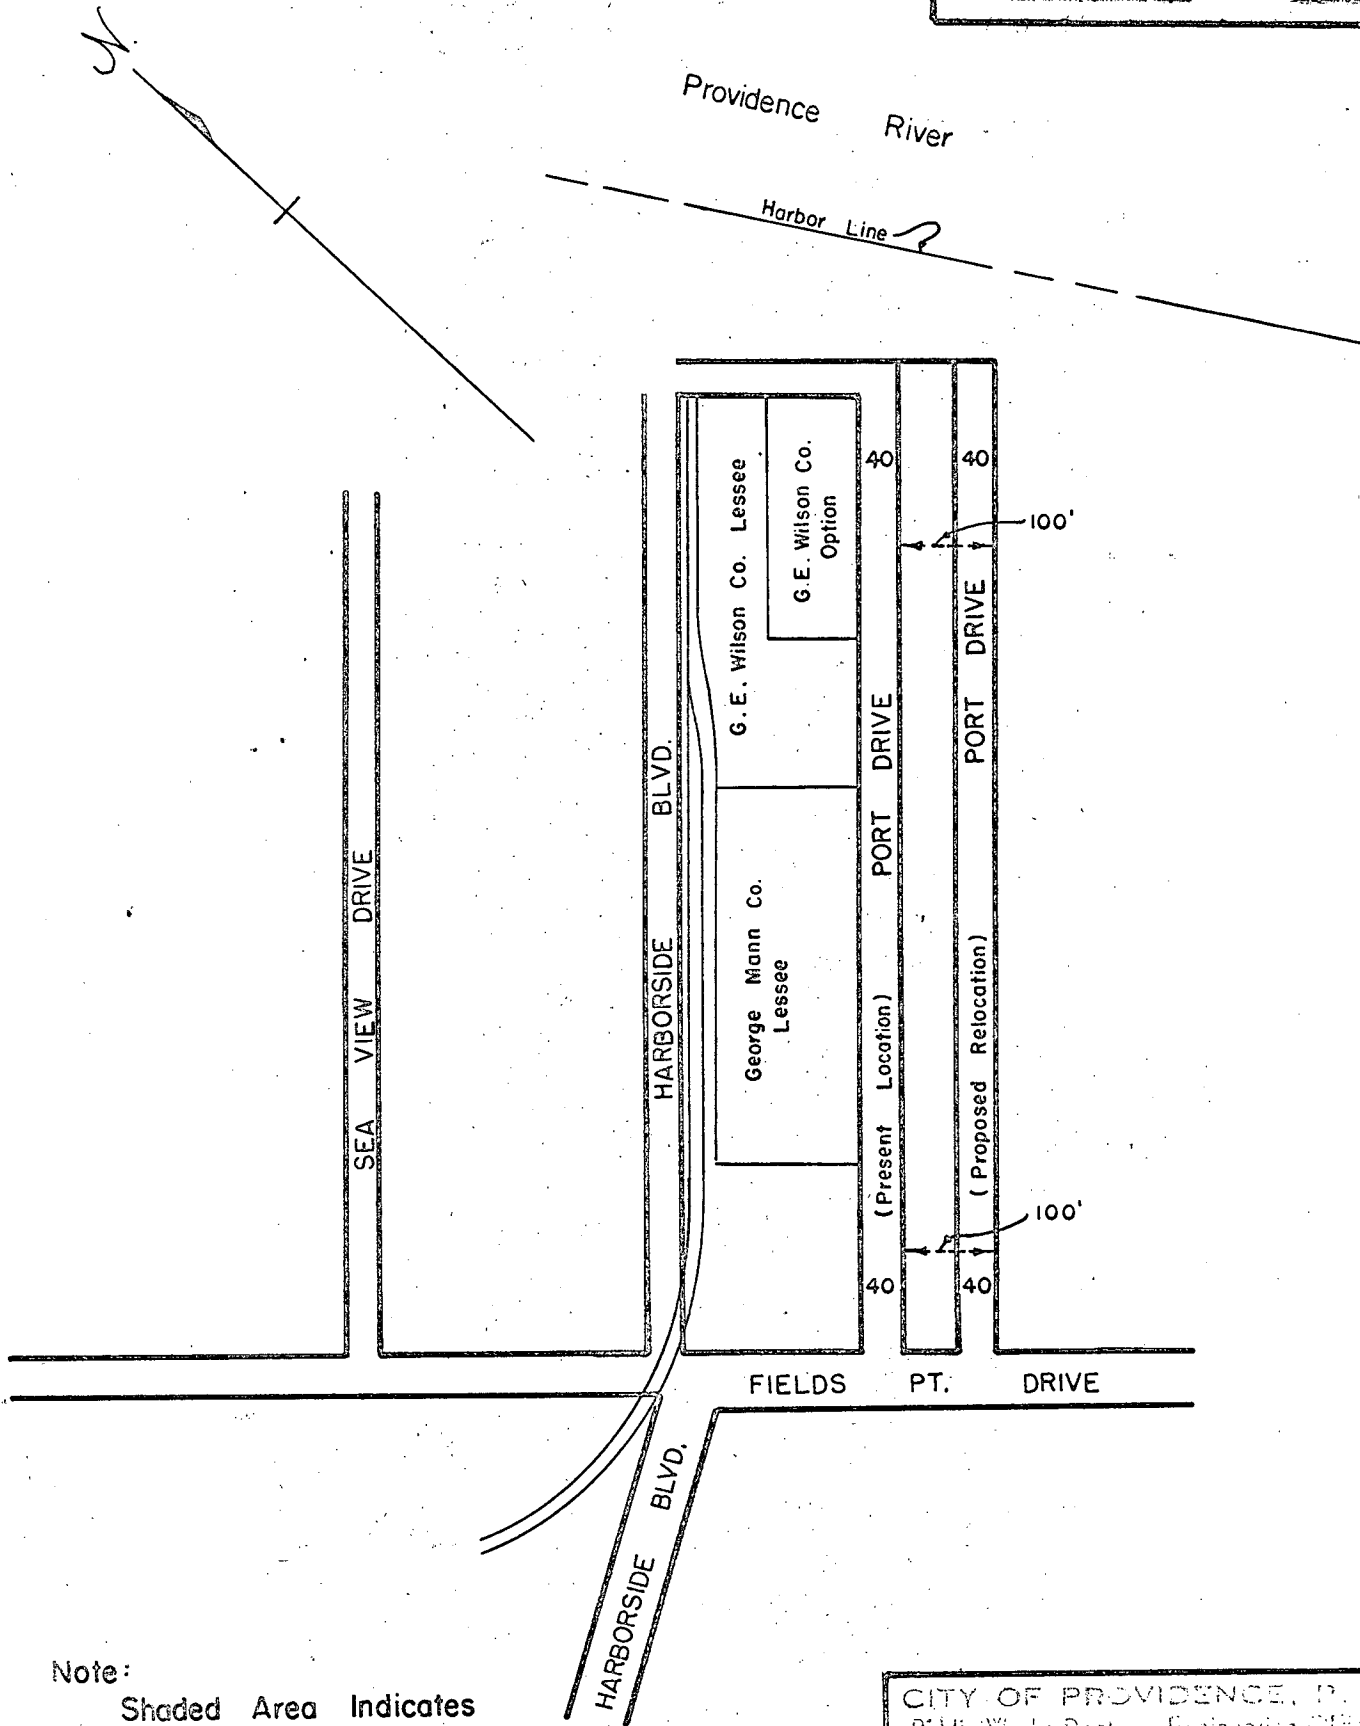 N.
Providence River
Harbor Line
40
40
G.E. Wilson Co. Lessee
G.E. Wilson Co.
Option
100'
PORT DRIVE
PORT DRIVE
HARBORSIDE BLVD.
SEA VIEW DRIVE
George Mann Co.
Lessee
(Present Location)
(Proposed Relocation)
100'
40
40
FIELDS PT. DRIVE
HARBORSIDE BLVD.
Note:
Shaded Area Indicates
CITY OF PROVIDENCE, R.